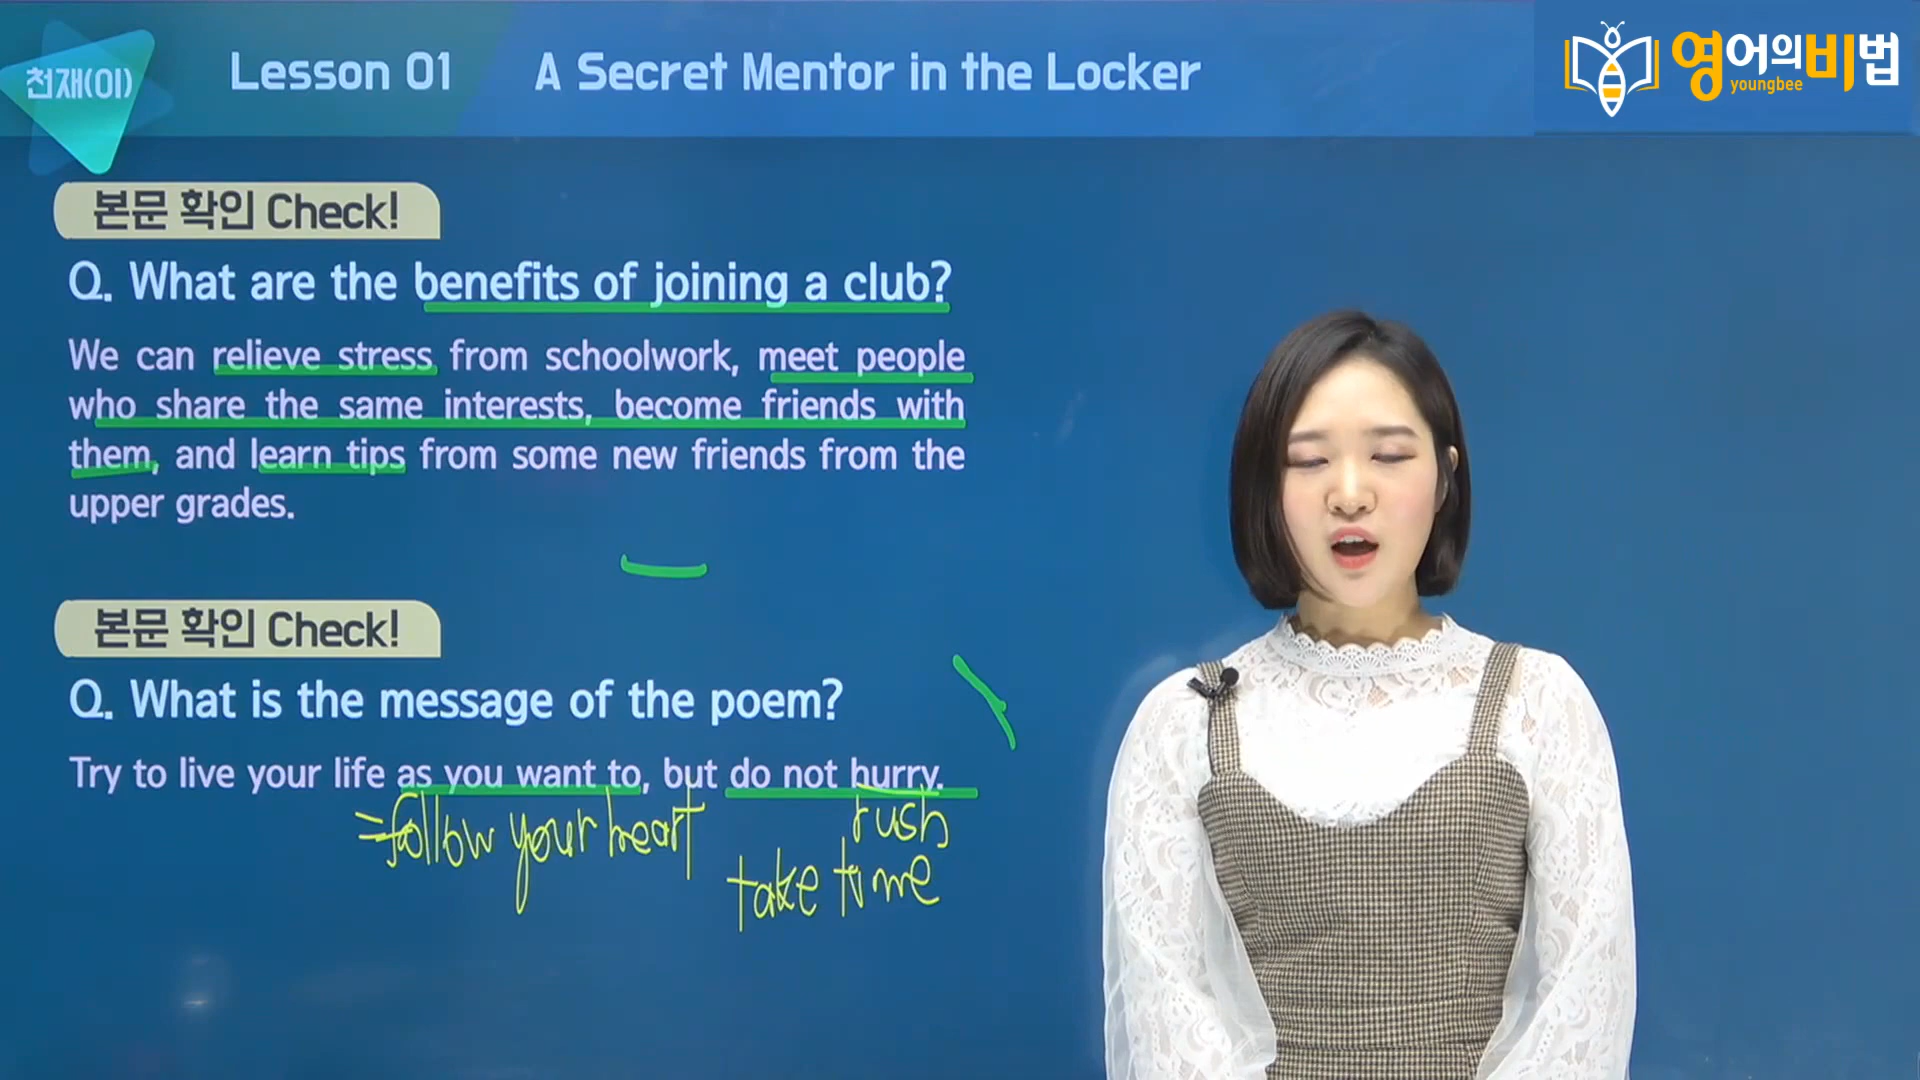 천재(이)
Lesson 01 A Secret Mentor in the Locker
영어의비법
youngbee
본문 확인 Check!
Q. What are the benefits of joining a club?
We can relieve stress from schoolwork, meet people
who share the same interests, become friends with
them, and learn tips from some new friends from the
upper grades.
본문 확인 Check!
Q. What is the message of the poem?
Try to live your life as you want to, but do not hurry.
=follow your heart
rush
take time